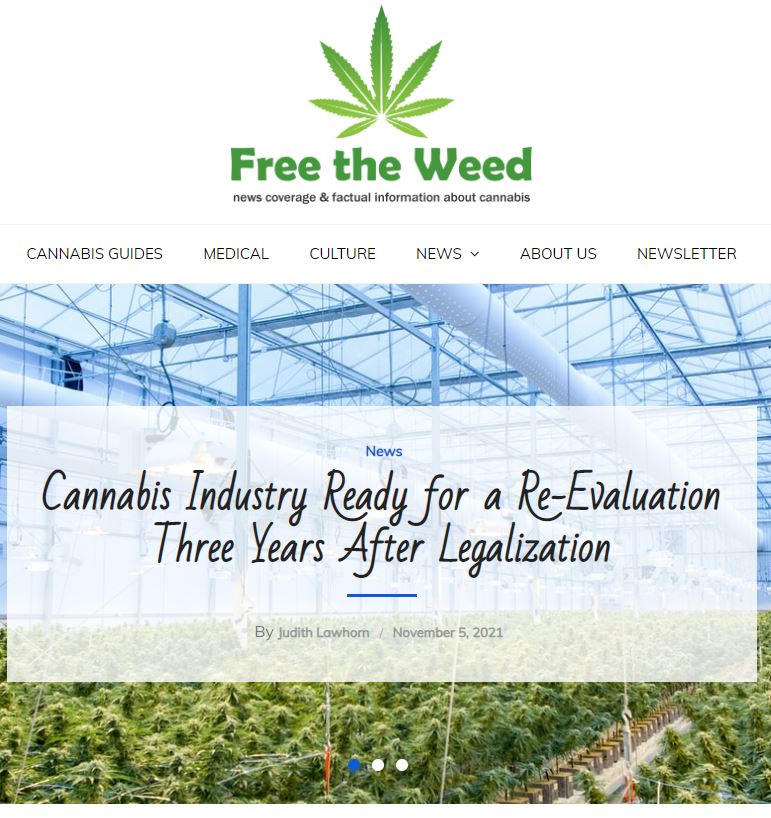 Free the Weed
news coverage & factual information about cannabis
CANNABIS GUIDES MEDICAL CULTURE NEWS ABOUT US NEWSLETTER
News
Cannabis Industry Ready for a Re-Evaluation
Three Years After Legalization
By Judith Lawhorn / November 5, 2021